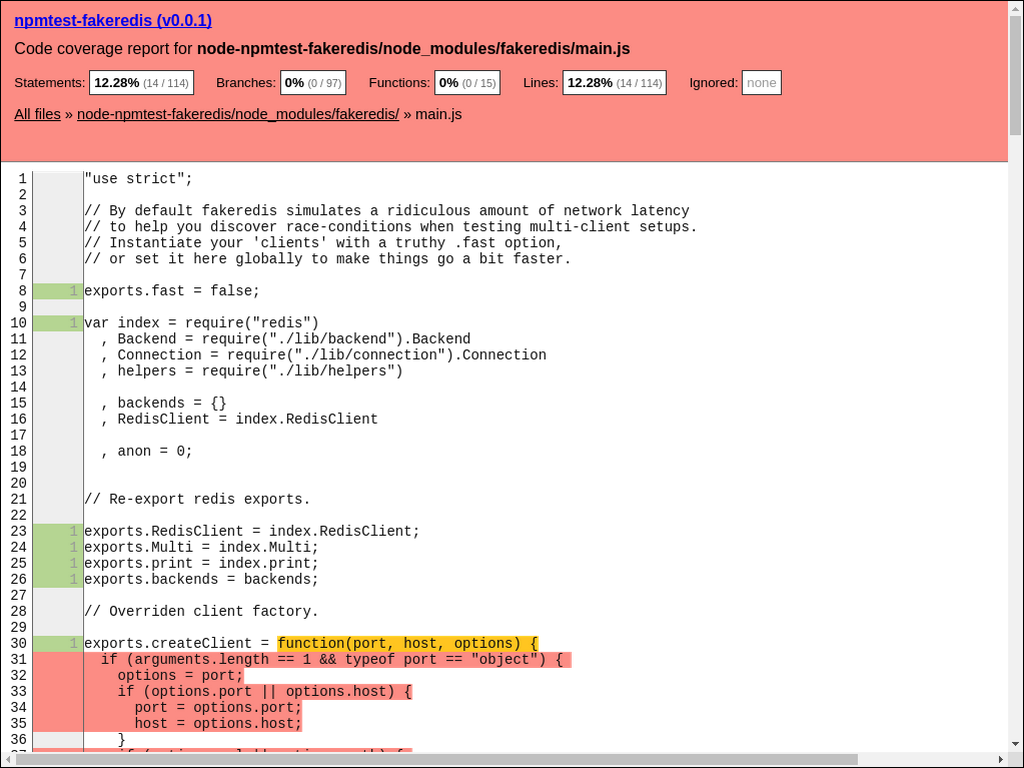 npmtest-fakeredis (v0.0.1)
Code coverage report for node-npmtest-fakeredis/node_modules/fakeredis/main.js
Statements: 12.28% (14 / 114) Branches: 0% (0 / 97) Functions: 0% (0 / 15) Lines: 12.28% (14 / 114) Ignored: none
All files » node-npmtest-fakeredis/node_modules/fakeredis/ » main.js
1 "use strict";
2
3 // By default fakeredis simulates a ridiculous amount of network latency
4 // to help you discover race-conditions when testing multi-client setups.
5 // Instantiate your 'clients' with a truthy .fast option,
6 // or set it here globally to make things go a bit faster.
7
8 1 exports.fast = false;
9
10 1 var index = require("redis")
11 , Backend = require("./lib/backend").Backend
12 , Connection = require("./lib/connection").Connection
13 , helpers = require("./lib/helpers")
14
15 , backends = {}
16 , RedisClient = index.RedisClient
17
18 , anon = 0;
19
20
21 // Re-export redis exports.
22
23 1 exports.RedisClient = index.RedisClient;
24 1 exports.Multi = index.Multi;
25 1 exports.print = index.print;
26 1 exports.backends = backends;
27
28 // Overriden client factory.
29
30 1 exports.createClient = function(port, host, options) {
31 if (arguments.length == 1 && typeof port == "object") {
32 options = port;
33 if (options.port || options.host) {
34 port = options.port;
35 host = options.host;
36 }